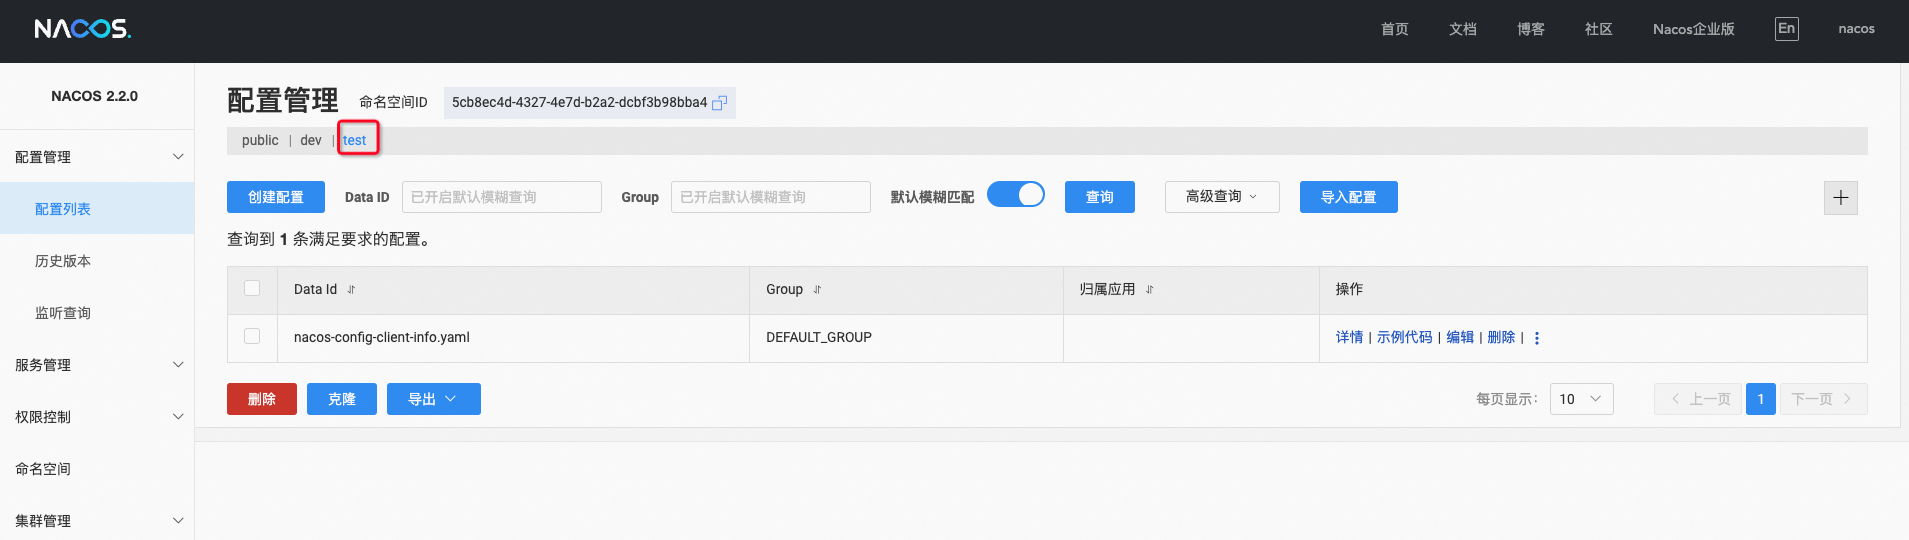 NACOS. 首页 文档 博客 社区 Nacos企业版 En nacos
NACOS 2.2.0
配置管理
配置列表
历史版本
监听查询
服务管理
权限控制
命名空间
集群管理
配置管理 命名空间ID 5cb8ec4d-4327-4e7d-b2a2-dcbf3b98bba4
public | dev | test
创建配置 Data ID 已开启默认模糊查询 Group 已开启默认模糊查询 默认模糊匹配 查询 高级查询 导入配置
查询到 1 条满足要求的配置。
Data Id Group 归属应用 操作
nacos-config-client-info.yaml DEFAULT_GROUP 详情 | 示例代码 | 编辑 | 删除 |
删除 克隆 导出 每页显示: 10 上一页 1 下一页